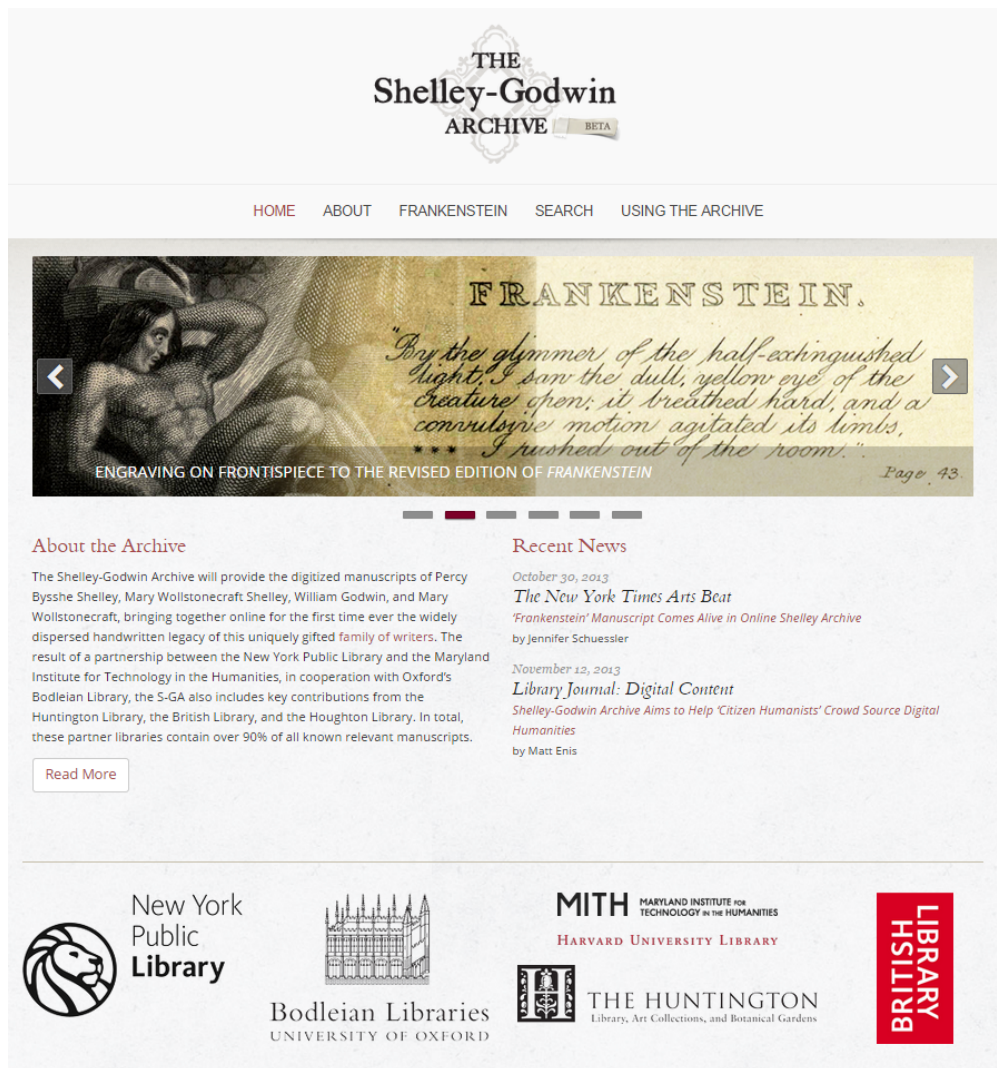 THE
Shelley-Godwin
ARCHIVE BETA
HOME ABOUT FRANKENSTEIN SEARCH USING THE ARCHIVE
FRANKENSTEIN.
"By the glimmer of the half-extinguished
light, I saw the dull, yellow eye of the
creature open; it breathed hard, and a
convulsive motion agitated its limbs,
*** I rushed out of the room."
Page 43.
ENGRAVING ON FRONTISPIECE TO THE REVISED EDITION OF FRANKENSTEIN
About the Archive
The Shelley-Godwin Archive will provide the digitized manuscripts of Percy
Bysshe Shelley, Mary Wollstonecraft Shelley, William Godwin, and Mary
Wollstonecraft, bringing together online for the first time ever the widely
dispersed handwritten legacy of this uniquely gifted family of writers. The
result of a partnership between the New York Public Library and the Maryland
Institute for Technology in the Humanities, in cooperation with Oxford's
Bodleian Library, the S-GA also includes key contributions from the
Huntington Library, the British Library, and the Houghton Library. In total,
these partner libraries contain over 90% of all known relevant manuscripts.
Read More
Recent News
October 30, 2013
The New York Times Arts Beat
'Frankenstein' Manuscript Comes Alive in Online Shelley Archive
by Jennifer Schuessler
November 12, 2013
Library Journal: Digital Content
Shelley-Godwin Archive Aims to Help 'Citizen Humanists' Crowd Source Digital
Humanities
by Matt Enis
New York
Public
Library
Bodleian Libraries
UNIVERSITY OF OXFORD
MITH MARYLAND INSTITUTE FOR
TECHNOLOGY IN THE HUMANITIES
HARVARD UNIVERSITY LIBRARY
H
THE HUNTINGTON
Library, Art Collections, and Botanical Gardens
LIBRARY
BRITISH